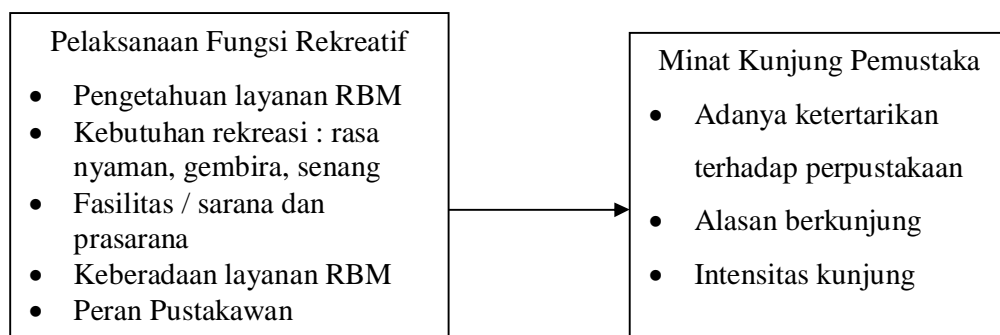 Pelaksanaan Fungsi Rekreatif
• Pengetahuan layanan RBM
• Kebutuhan rekreasi : rasa
nyaman, gembira, senang
• Fasilitas / sarana dan
prasarana
• Keberadaan layanan RBM
• Peran Pustakawan
Minat Kunjung Pemustaka
• Adanya ketertarikan
terhadap perpustakaan
• Alasan berkunjung
• Intensitas kunjung